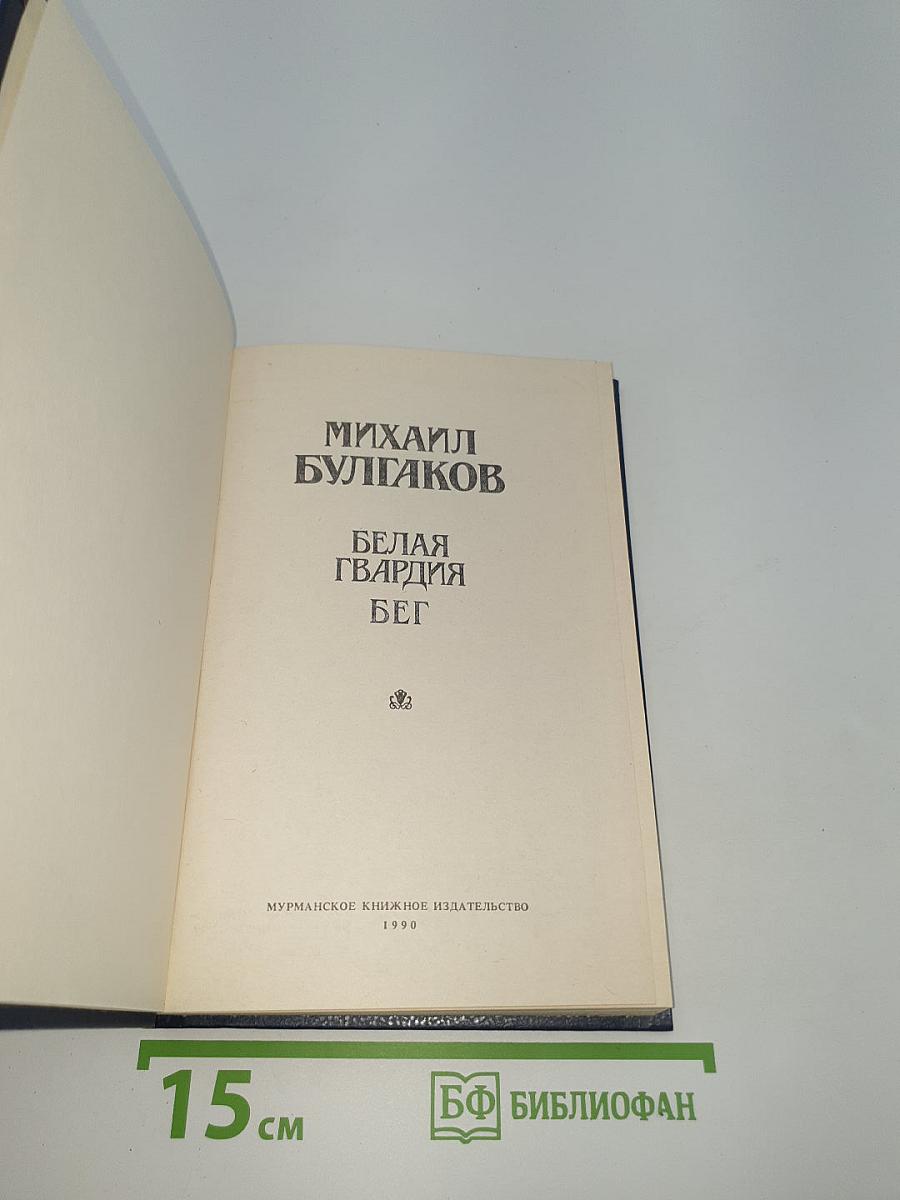 МИХАИЛ
БУЛГАКОВ
БЕЛАЯ
ГВАРДИЯ
БЕГ
МУРМАНСКОЕ КНИЖНОЕ ИЗДАТЕЛЬСТВО
1990
15 см
БФ БИБЛИОФАН